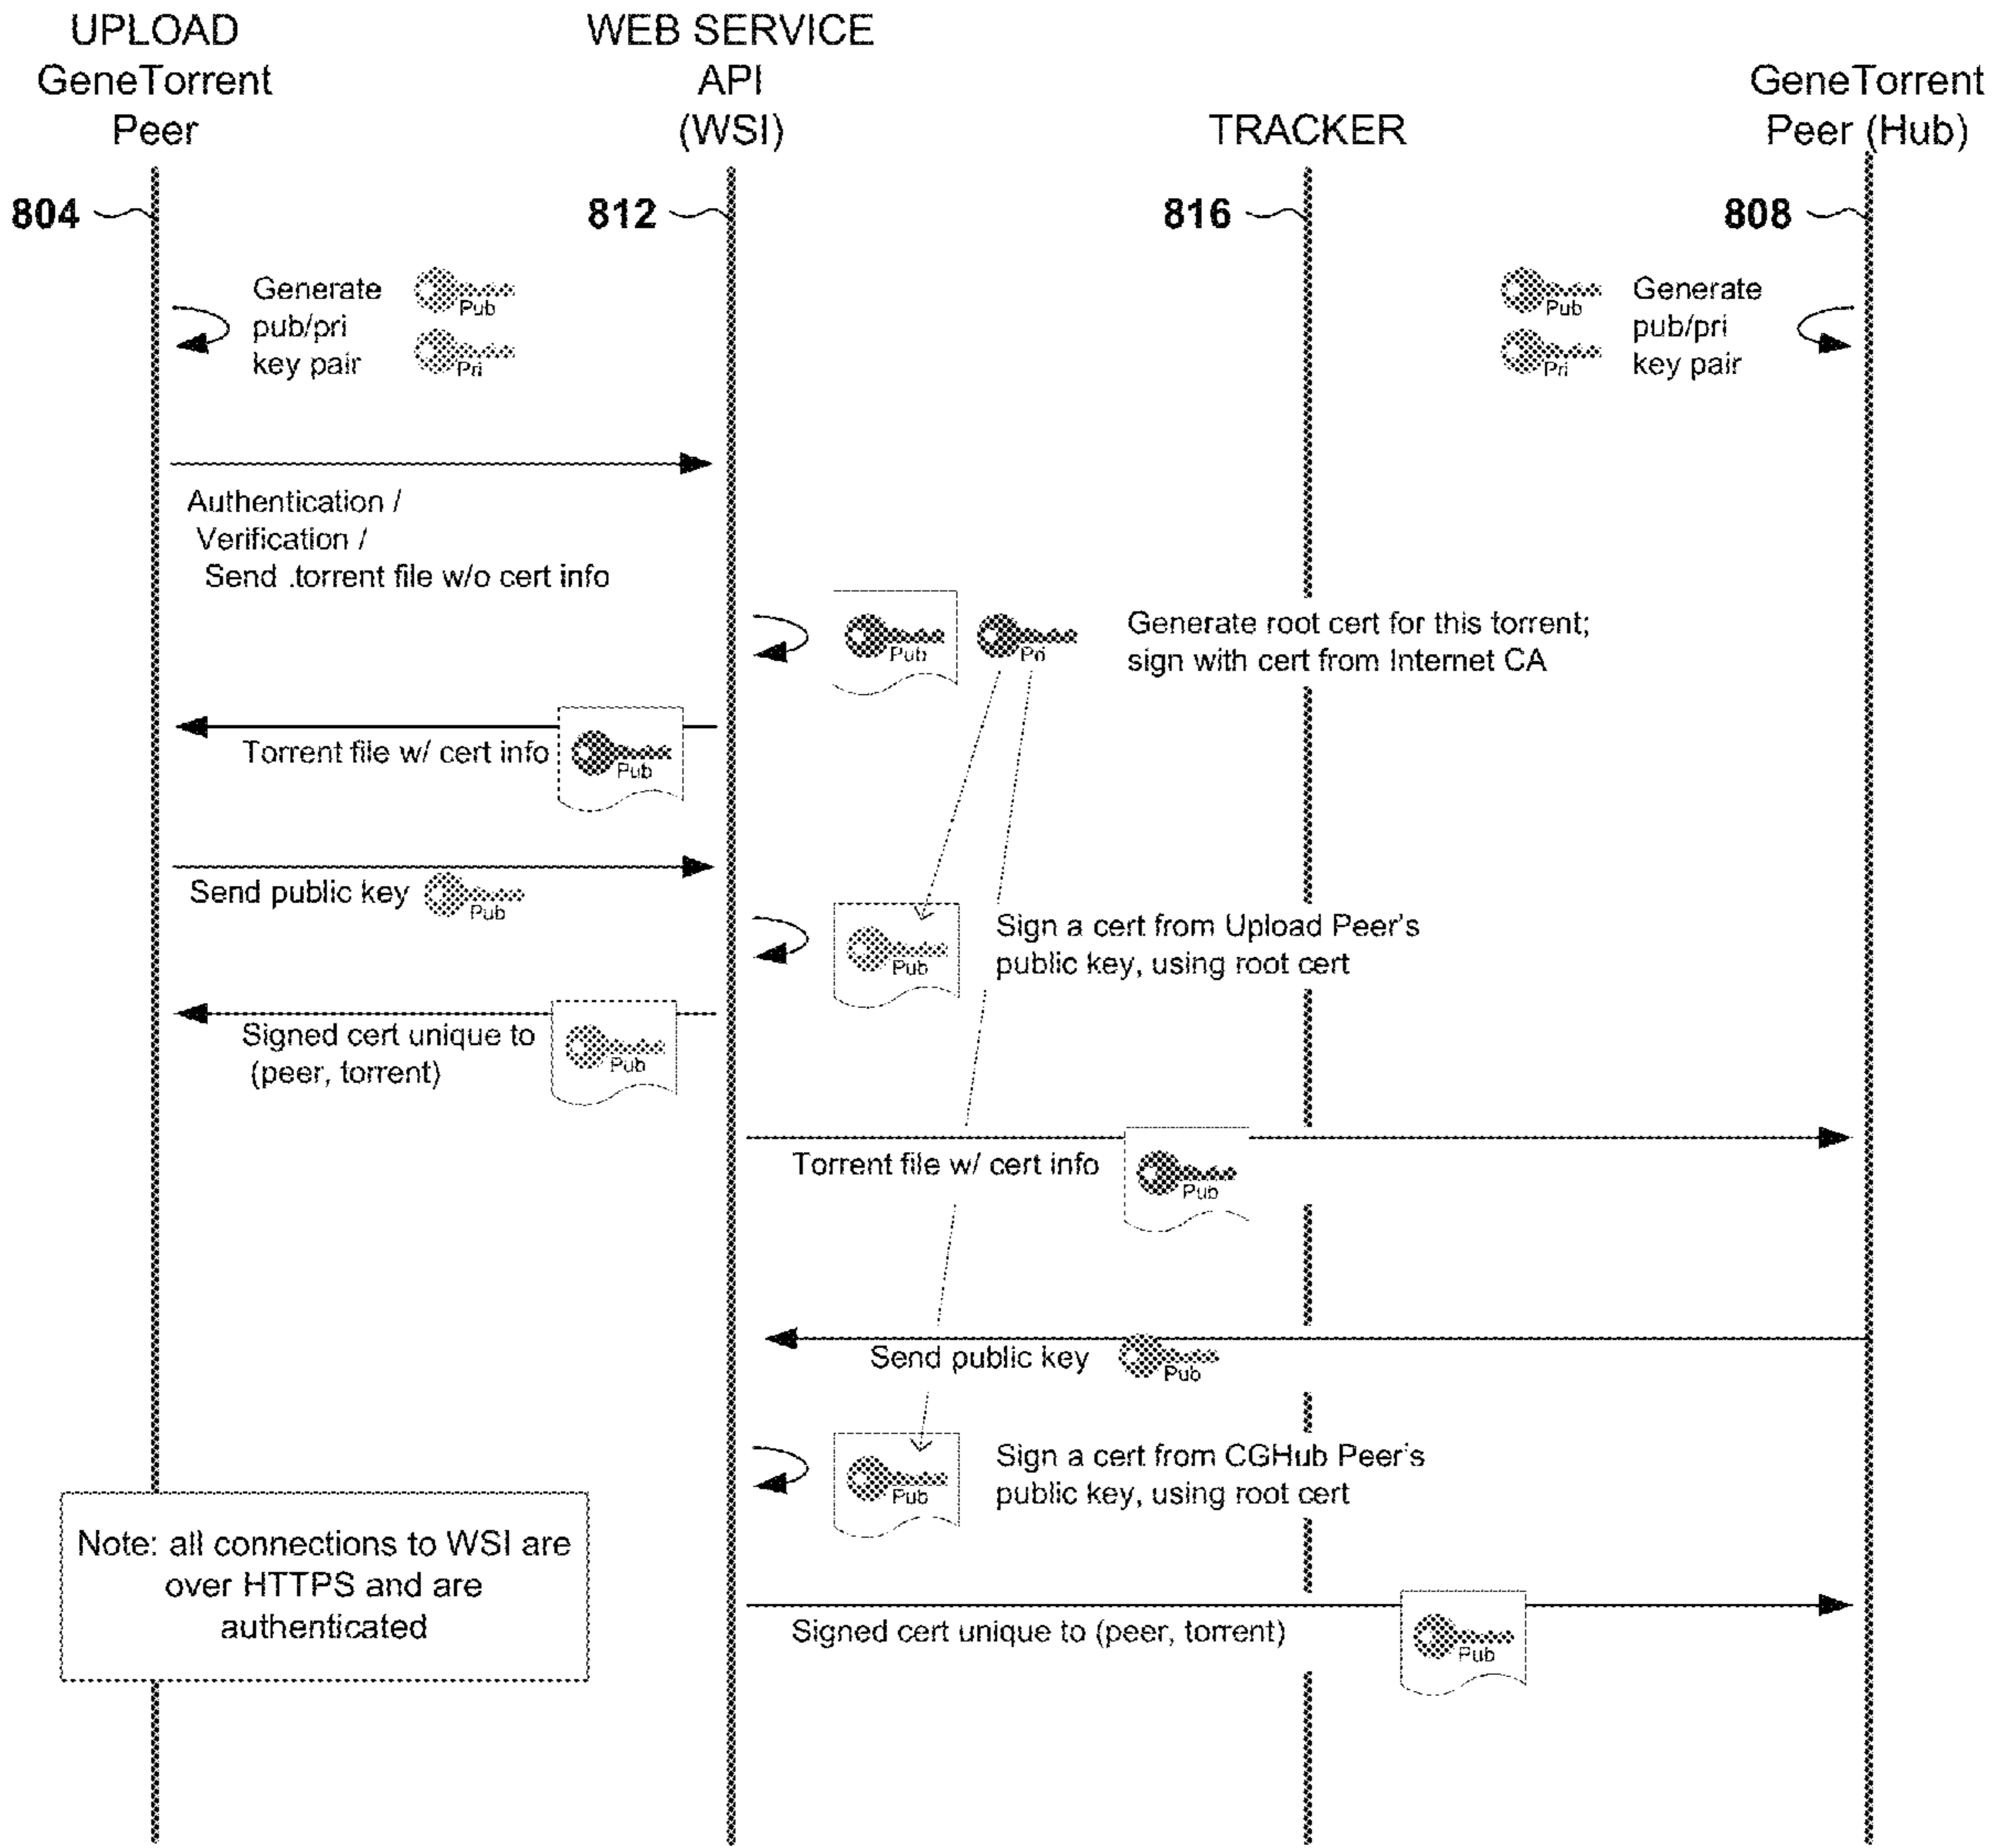 UPLOAD
GeneTorrent
Peer
WEB SERVICE
API
(WSI)
TRACKER
GeneTorrent
Peer (Hub)
804
812
816
808
Generate
pub/pri
key pair
Pub
Pri
Pub
Pri
Generate
pub/pri
key pair
Authentication /
Verification /
Send .torrent file w/o cert info
Pub
Pri
Generate root cert for this torrent;
sign with cert from Internet CA
Torrent file w/ cert info
Pub
Send public key
Pub
Pub
Sign a cert from Upload Peer's
public key, using root cert
Signed cert unique to
(peer, torrent)
Pub
Torrent file w/ cert info
Pub
Send public key
Pub
Pub
Sign a cert from CGHub Peer's
public key, using root cert
Note: all connections to WSI are
over HTTPS and are
authenticated
Signed cert unique to (peer, torrent)
Pub